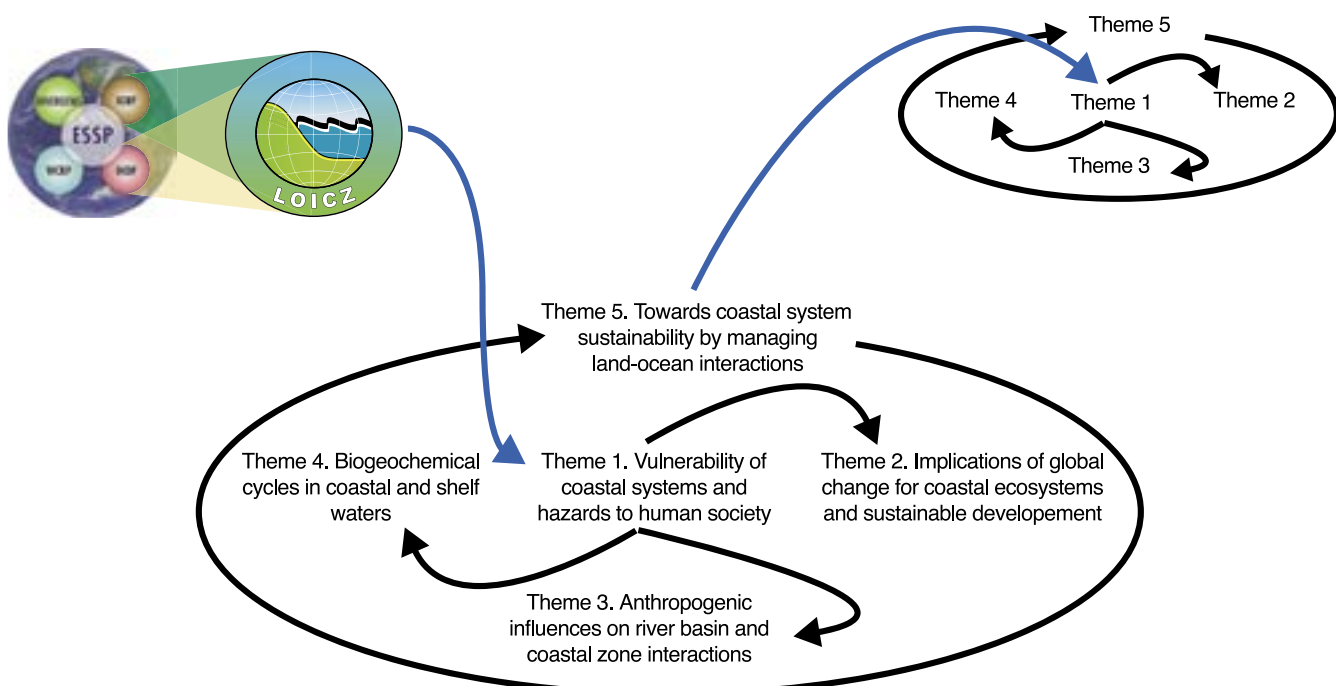 ESSP
LOICZ
Theme 5
Theme 4
Theme 1
Theme 2
Theme 3
Theme 5. Towards coastal system
sustainability by managing
land-ocean interactions
Theme 4. Biogeochemical
cycles in coastal and shelf
waters
Theme 1. Vulnerability of
coastal systems and
hazards to human society
Theme 2. Implications of global
change for coastal ecosystems
and sustainable developement
Theme 3. Anthropogenic
influences on river basin and
coastal zone interactions